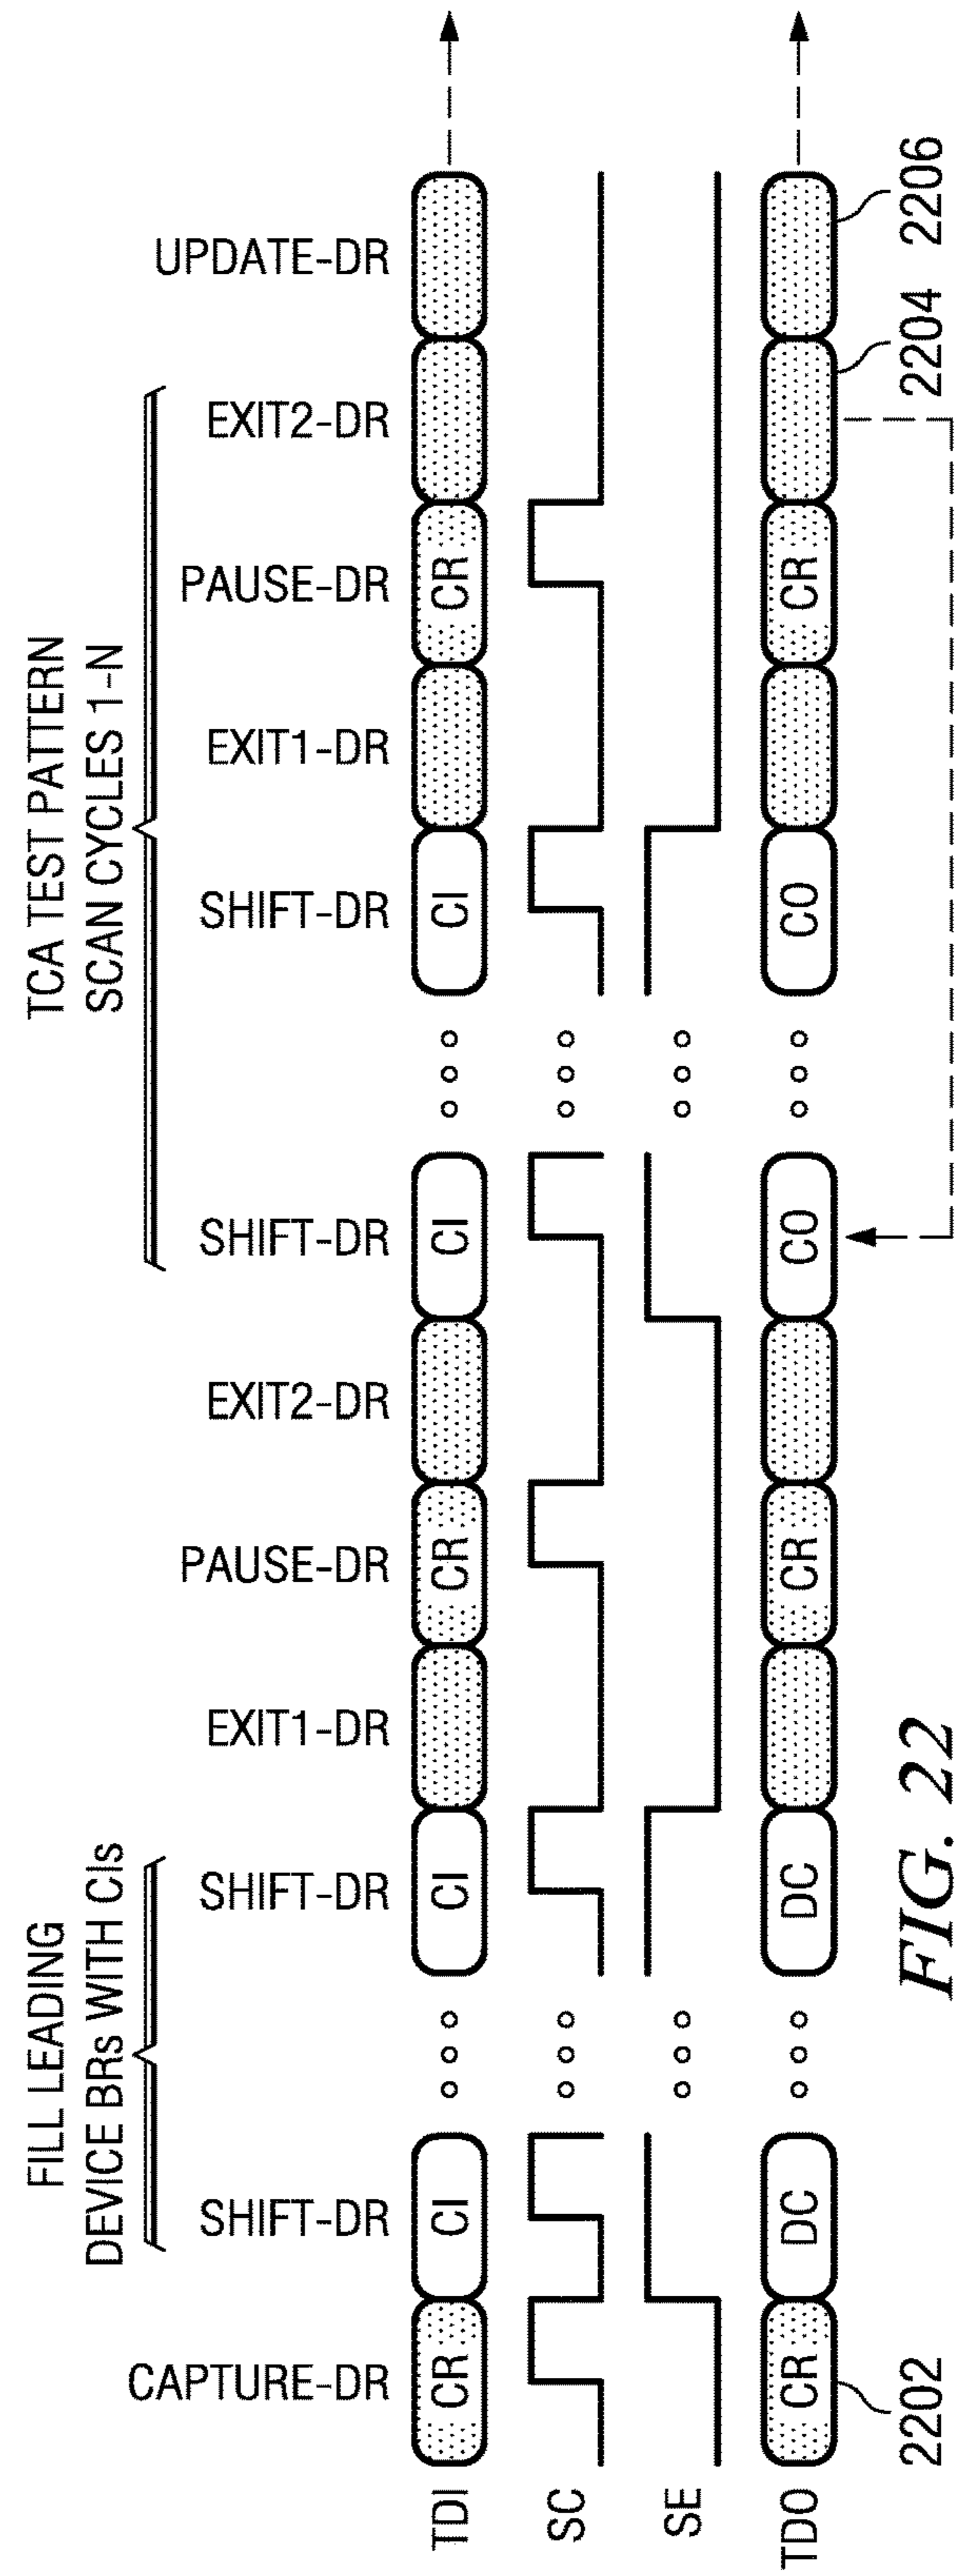 FILL LEADING
DEVICE BRs WITH CIs
TCA TEST PATTERN
SCAN CYCLES 1-N
CAPTURE-DR SHIFT-DR SHIFT-DR EXIT1-DR PAUSE-DR EXIT2-DR SHIFT-DR SHIFT-DR EXIT1-DR PAUSE-DR EXIT2-DR UPDATE-DR
TDI CR CI CI CR CI CI CR
SC
SE
TDO CR DC DC CR CO CO CR
2202
2204
2206
FIG. 22